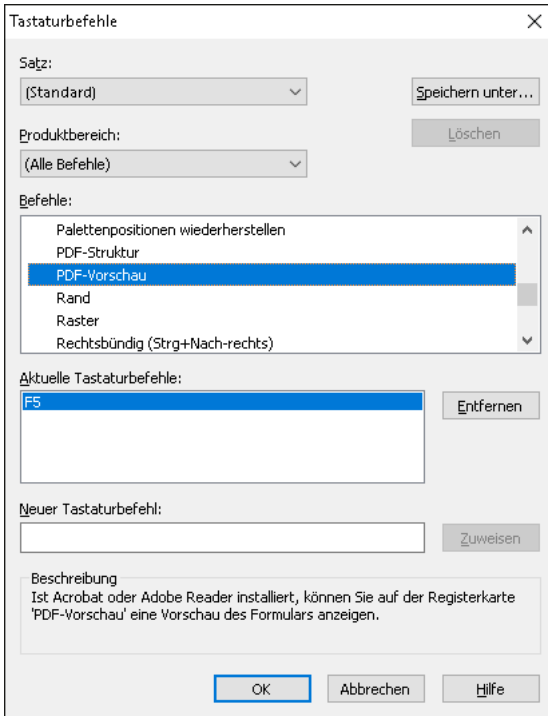 Tastaturbefehle
Satz:
(Standard)
Speichern unter...
Produktbereich:
Löschen
(Alle Befehle)
Befehle:
Palettenpositionen wiederherstellen
PDF-Struktur
PDF-Vorschau
Rand
Raster
Rechtsbündig (Strg+Nach-rechts)
Aktuelle Tastaturbefehle:
F5
Entfernen
Neuer Tastaturbefehl:
Zuweisen
Beschreibung
Ist Acrobat oder Adobe Reader installiert, können Sie auf der Registerkarte
'PDF-Vorschau' eine Vorschau des Formulars anzeigen.
OK
Abbrechen
Hilfe